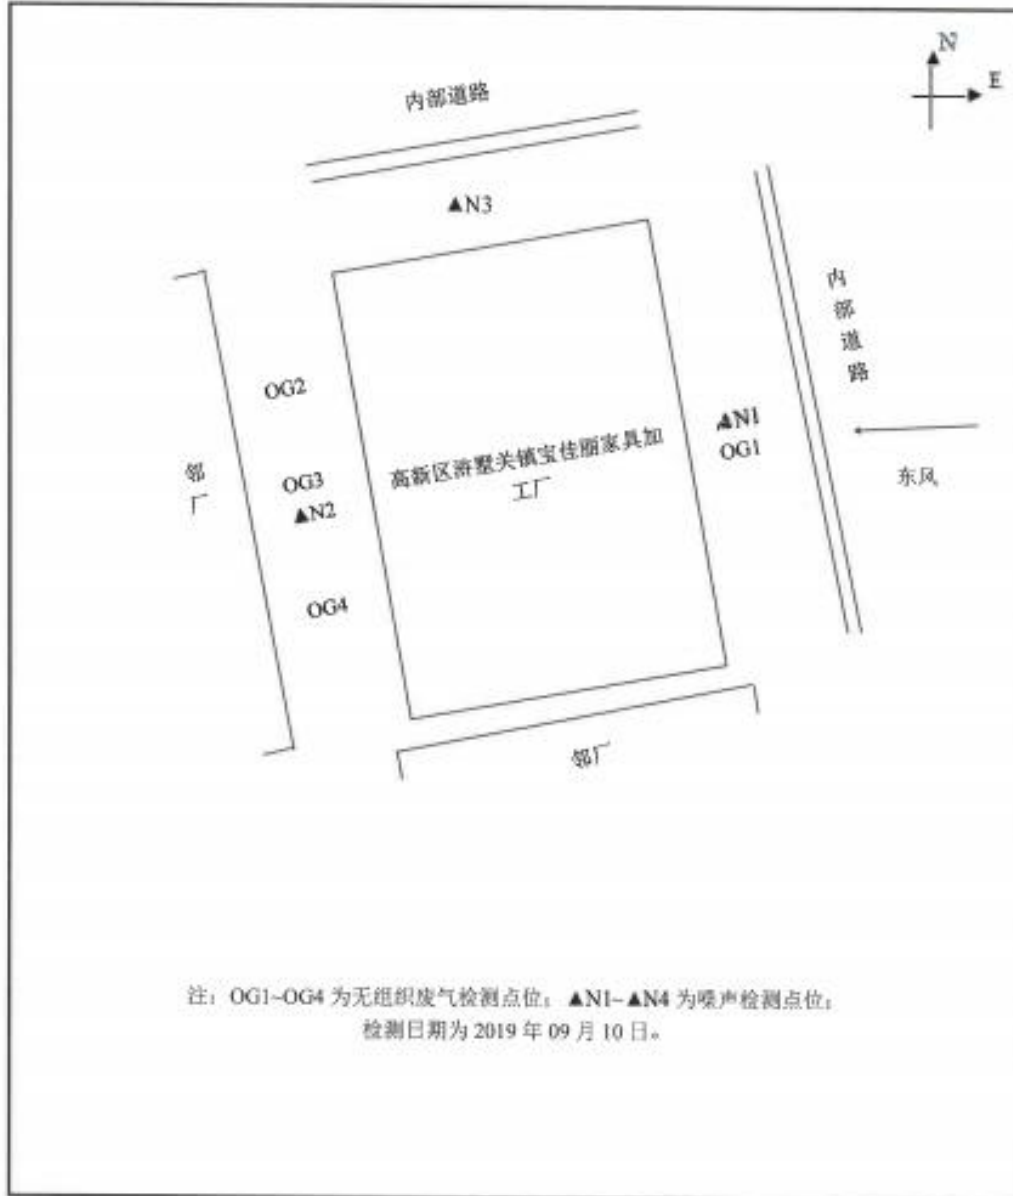 N
E
内部道路
▲N3
内部道路
OG2
▲N1
OG1
邻厂
OG3
▲N2
高新区浒墅关镇宝佳丽家具加
工厂
东风
OG4
邻厂
注：OG1~OG4 为无组织废气检测点位；▲N1~▲N4 为噪声检测点位；
检测日期为 2019 年 09 月 10 日。